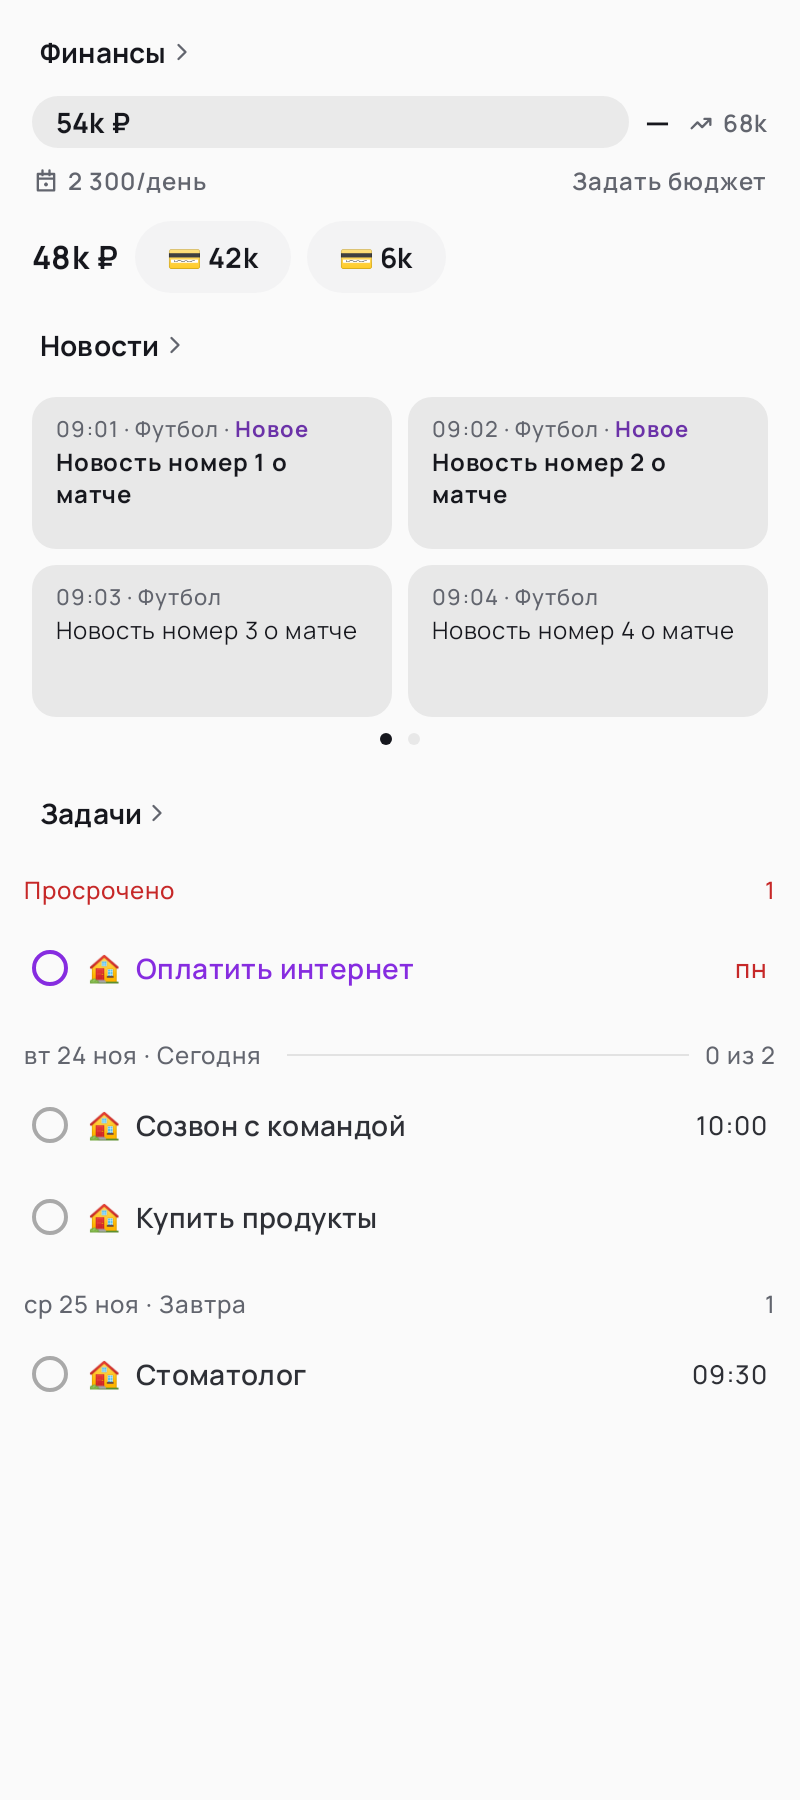 Финансы
54k ₽ — 68k
2 300/день Задать бюджет
48k ₽ 42k 6k
Новости
09:01 · Футбол · Новое
Новость номер 1 о
матче
09:02 · Футбол · Новое
Новость номер 2 о
матче
09:03 · Футбол
Новость номер 3 о матче
09:04 · Футбол
Новость номер 4 о матче
Задачи
Просрочено 1
Оплатить интернет пн
вт 24 ноя · Сегодня 0 из 2
Созвон с командой 10:00
Купить продукты
ср 25 ноя · Завтра 1
Стоматолог 09:30